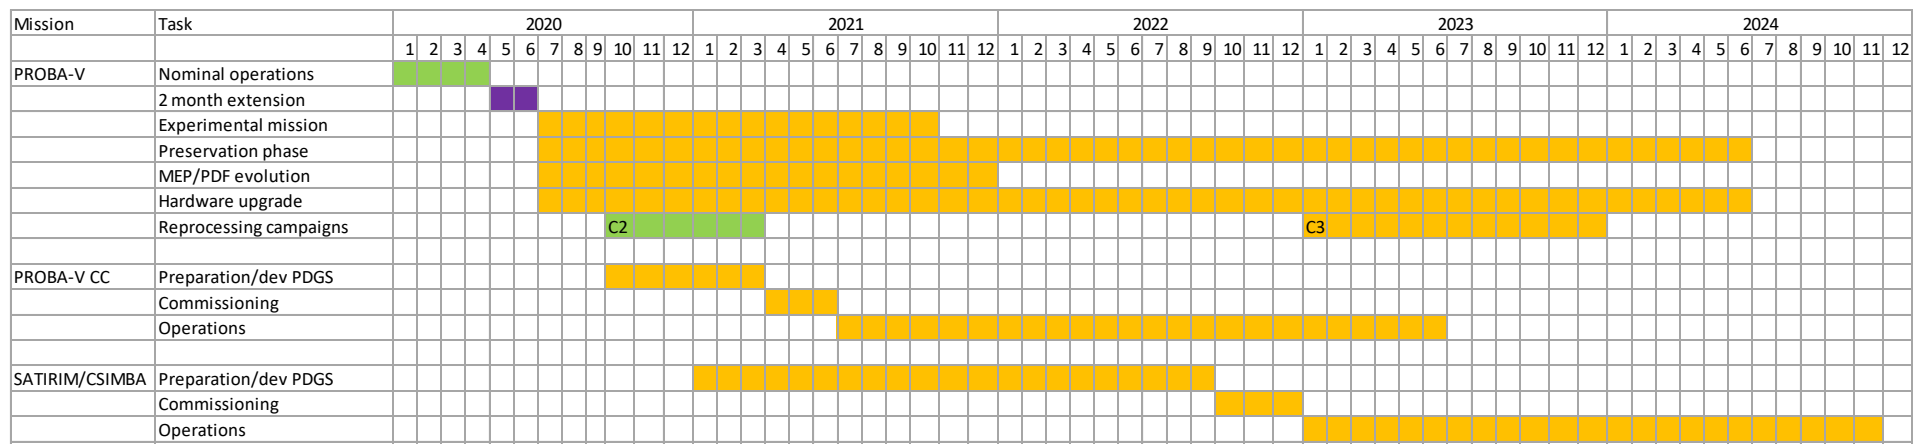 Mission Task 2020 2021 2022 2023 2024
1 2 3 4 5 6 7 8 9 10 11 12 1 2 3 4 5 6 7 8 9 10 11 12 1 2 3 4 5 6 7 8 9 10 11 12 1 2 3 4 5 6 7 8 9 10 11 12 1 2 3 4 5 6 7 8 9 10 11 12
PROBA-V Nominal operations
2 month extension
Experimental mission
Preservation phase
MEP/PDF evolution
Hardware upgrade
Reprocessing campaigns C2 C3
PROBA-V CC Preparation/dev PDGS
Commissioning
Operations
SATIRIM/CSIMBA Preparation/dev PDGS
Commissioning
Operations